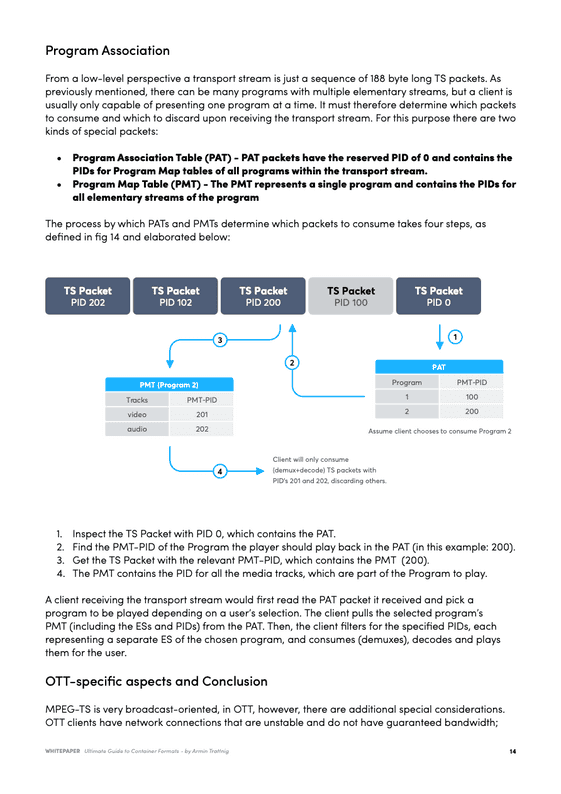 Program Association
From a low-level perspective a transport stream is just a sequence of 188 byte long TS packets. As
previously mentioned, there can be many programs with multiple elementary streams, but a client is
usually only capable of presenting one program at a time. It must therefore determine which packets
to consume and which to discard upon receiving the transport stream. For this purpose there are two
kinds of special packets:
• Program Association Table (PAT) - PAT packets have the reserved PID of 0 and contains the
PIDs for Program Map tables of all programs within the transport stream.
• Program Map Table (PMT) - The PMT represents a single program and contains the PIDs for
all elementary streams of the program
The process by which PATs and PMTs determine which packets to consume takes four steps, as
defined in fig 14 and elaborated below:
TS Packet TS Packet TS Packet TS Packet TS Packet
PID 202 PID 102 PID 200 PID 100 PID 0
3
1
2
PAT
Program PMT-PID
1 100
2 200
Assume client chooses to consume Program 2
PMT (Program 2)
Tracks PMT-PID
video 201
audio 202
4
Client will only consume
(demux+decode) TS packets with
PID's 201 and 202, discarding others.
1. Inspect the TS Packet with PID 0, which contains the PAT.
2. Find the PMT-PID of the Program the player should play back in the PAT (in this example: 200).
3. Get the TS Packet with the relevant PMT-PID, which contains the PMT (200).
4. The PMT contains the PID for all the media tracks, which are part of the Program to play.
A client receiving the transport stream would first read the PAT packet it received and pick a
program to be played depending on a user's selection. The client pulls the selected program's
PMT (including the ESs and PIDs) from the PAT. Then, the client filters for the specified PIDs, each
representing a separate ES of the chosen program, and consumes (demuxes), decodes and plays
them for the user.
OTT-specific aspects and Conclusion
MPEG-TS is very broadcast-oriented, in OTT, however, there are additional special considerations.
OTT clients have network connections that are unstable and do not have guaranteed bandwidth;
WHITEPAPER Ultimate Guide to Container Formats - by Armin Trattnig
14